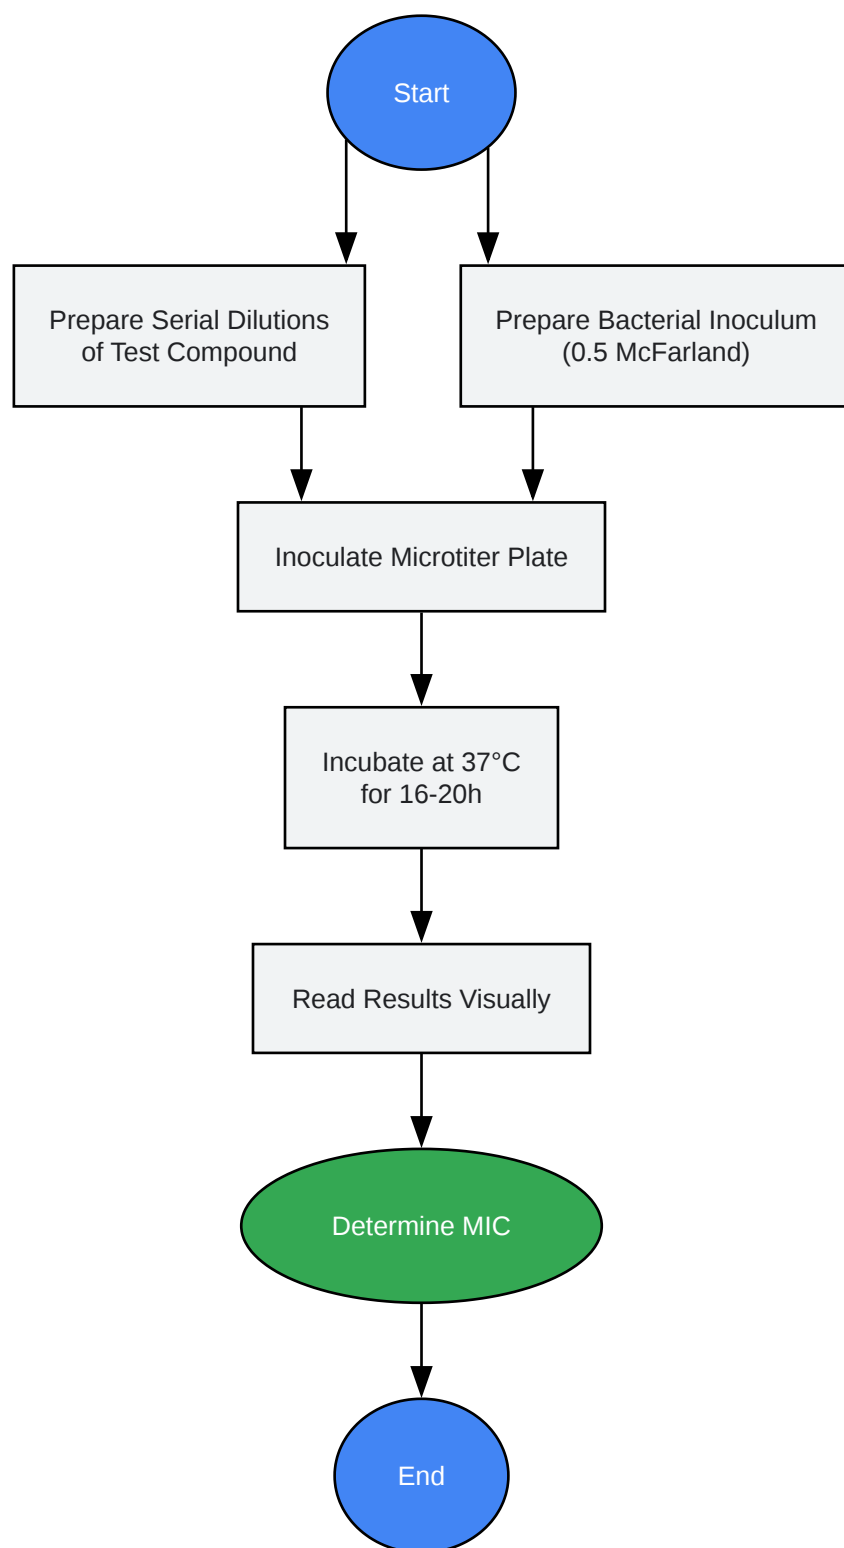 Start
Prepare Serial Dilutions
of Test Compound
Prepare Bacterial Inoculum
(0.5 McFarland)
Inoculate Microtiter Plate
Incubate at 37°C
for 16-20h
Read Results Visually
Determine MIC
End